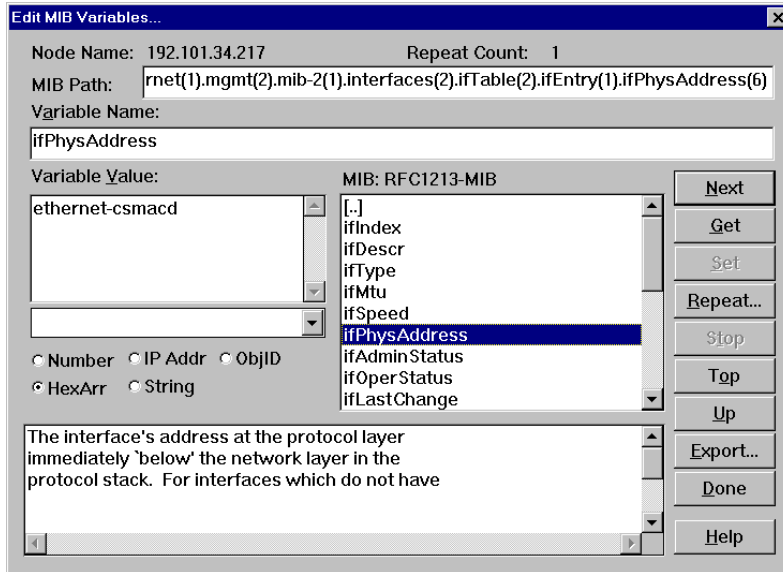 Edit MIB Variables...
Node Name: 192.101.34.217 Repeat Count: 1
MIB Path: rnet(1).mgmt(2).mib-2(1).interfaces(2).ifTable(2).ifEntry(1).ifPhysAddress(6)
Variable Name:
ifPhysAddress
Variable Value:
ethernet-csmacd
Number IP Addr ObjID
HexArr String
MIB: RFC1213-MIB
[..]
ifIndex
ifDescr
ifType
ifMtu
ifSpeed
ifPhysAddress
ifAdminStatus
ifOperStatus
ifLastChange
Next
Get
Set
Repeat...
Stop
Top
Up
Export...
Done
Help
The interface's address at the protocol layer
immediately `below' the network layer in the
protocol stack. For interfaces which do not have